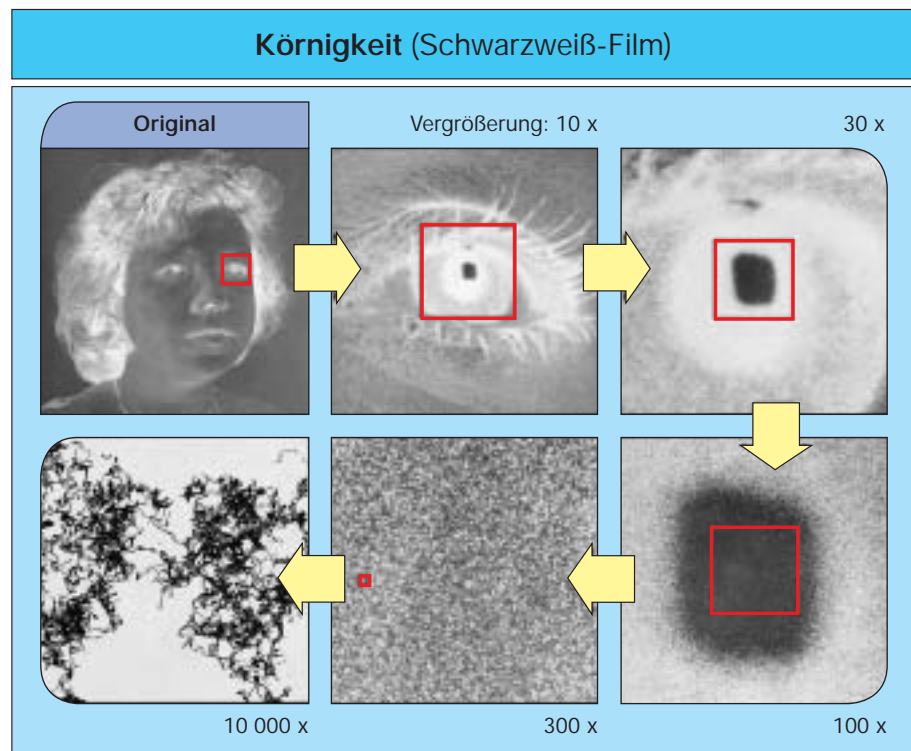 Körnigkeit (Schwarzweiß-Film)
Original
Vergrößerung: 10 x
30 x
10 000 x
300 x
100 x